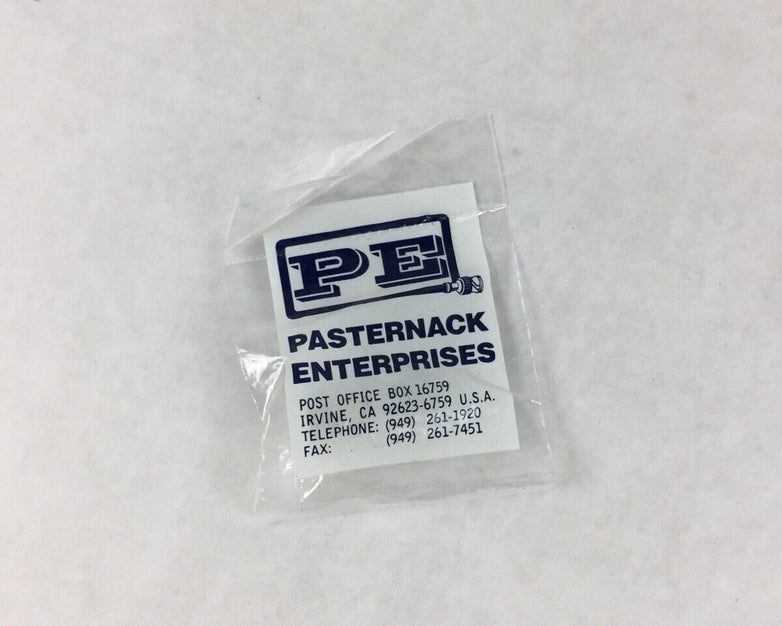 PE
PASTERNACK
ENTERPRISES
POST OFFICE BOX 16759
IRVINE, CA 92623-6759 U.S.A.
TELEPHONE: (949) 261-1920
FAX: (949) 261-7451